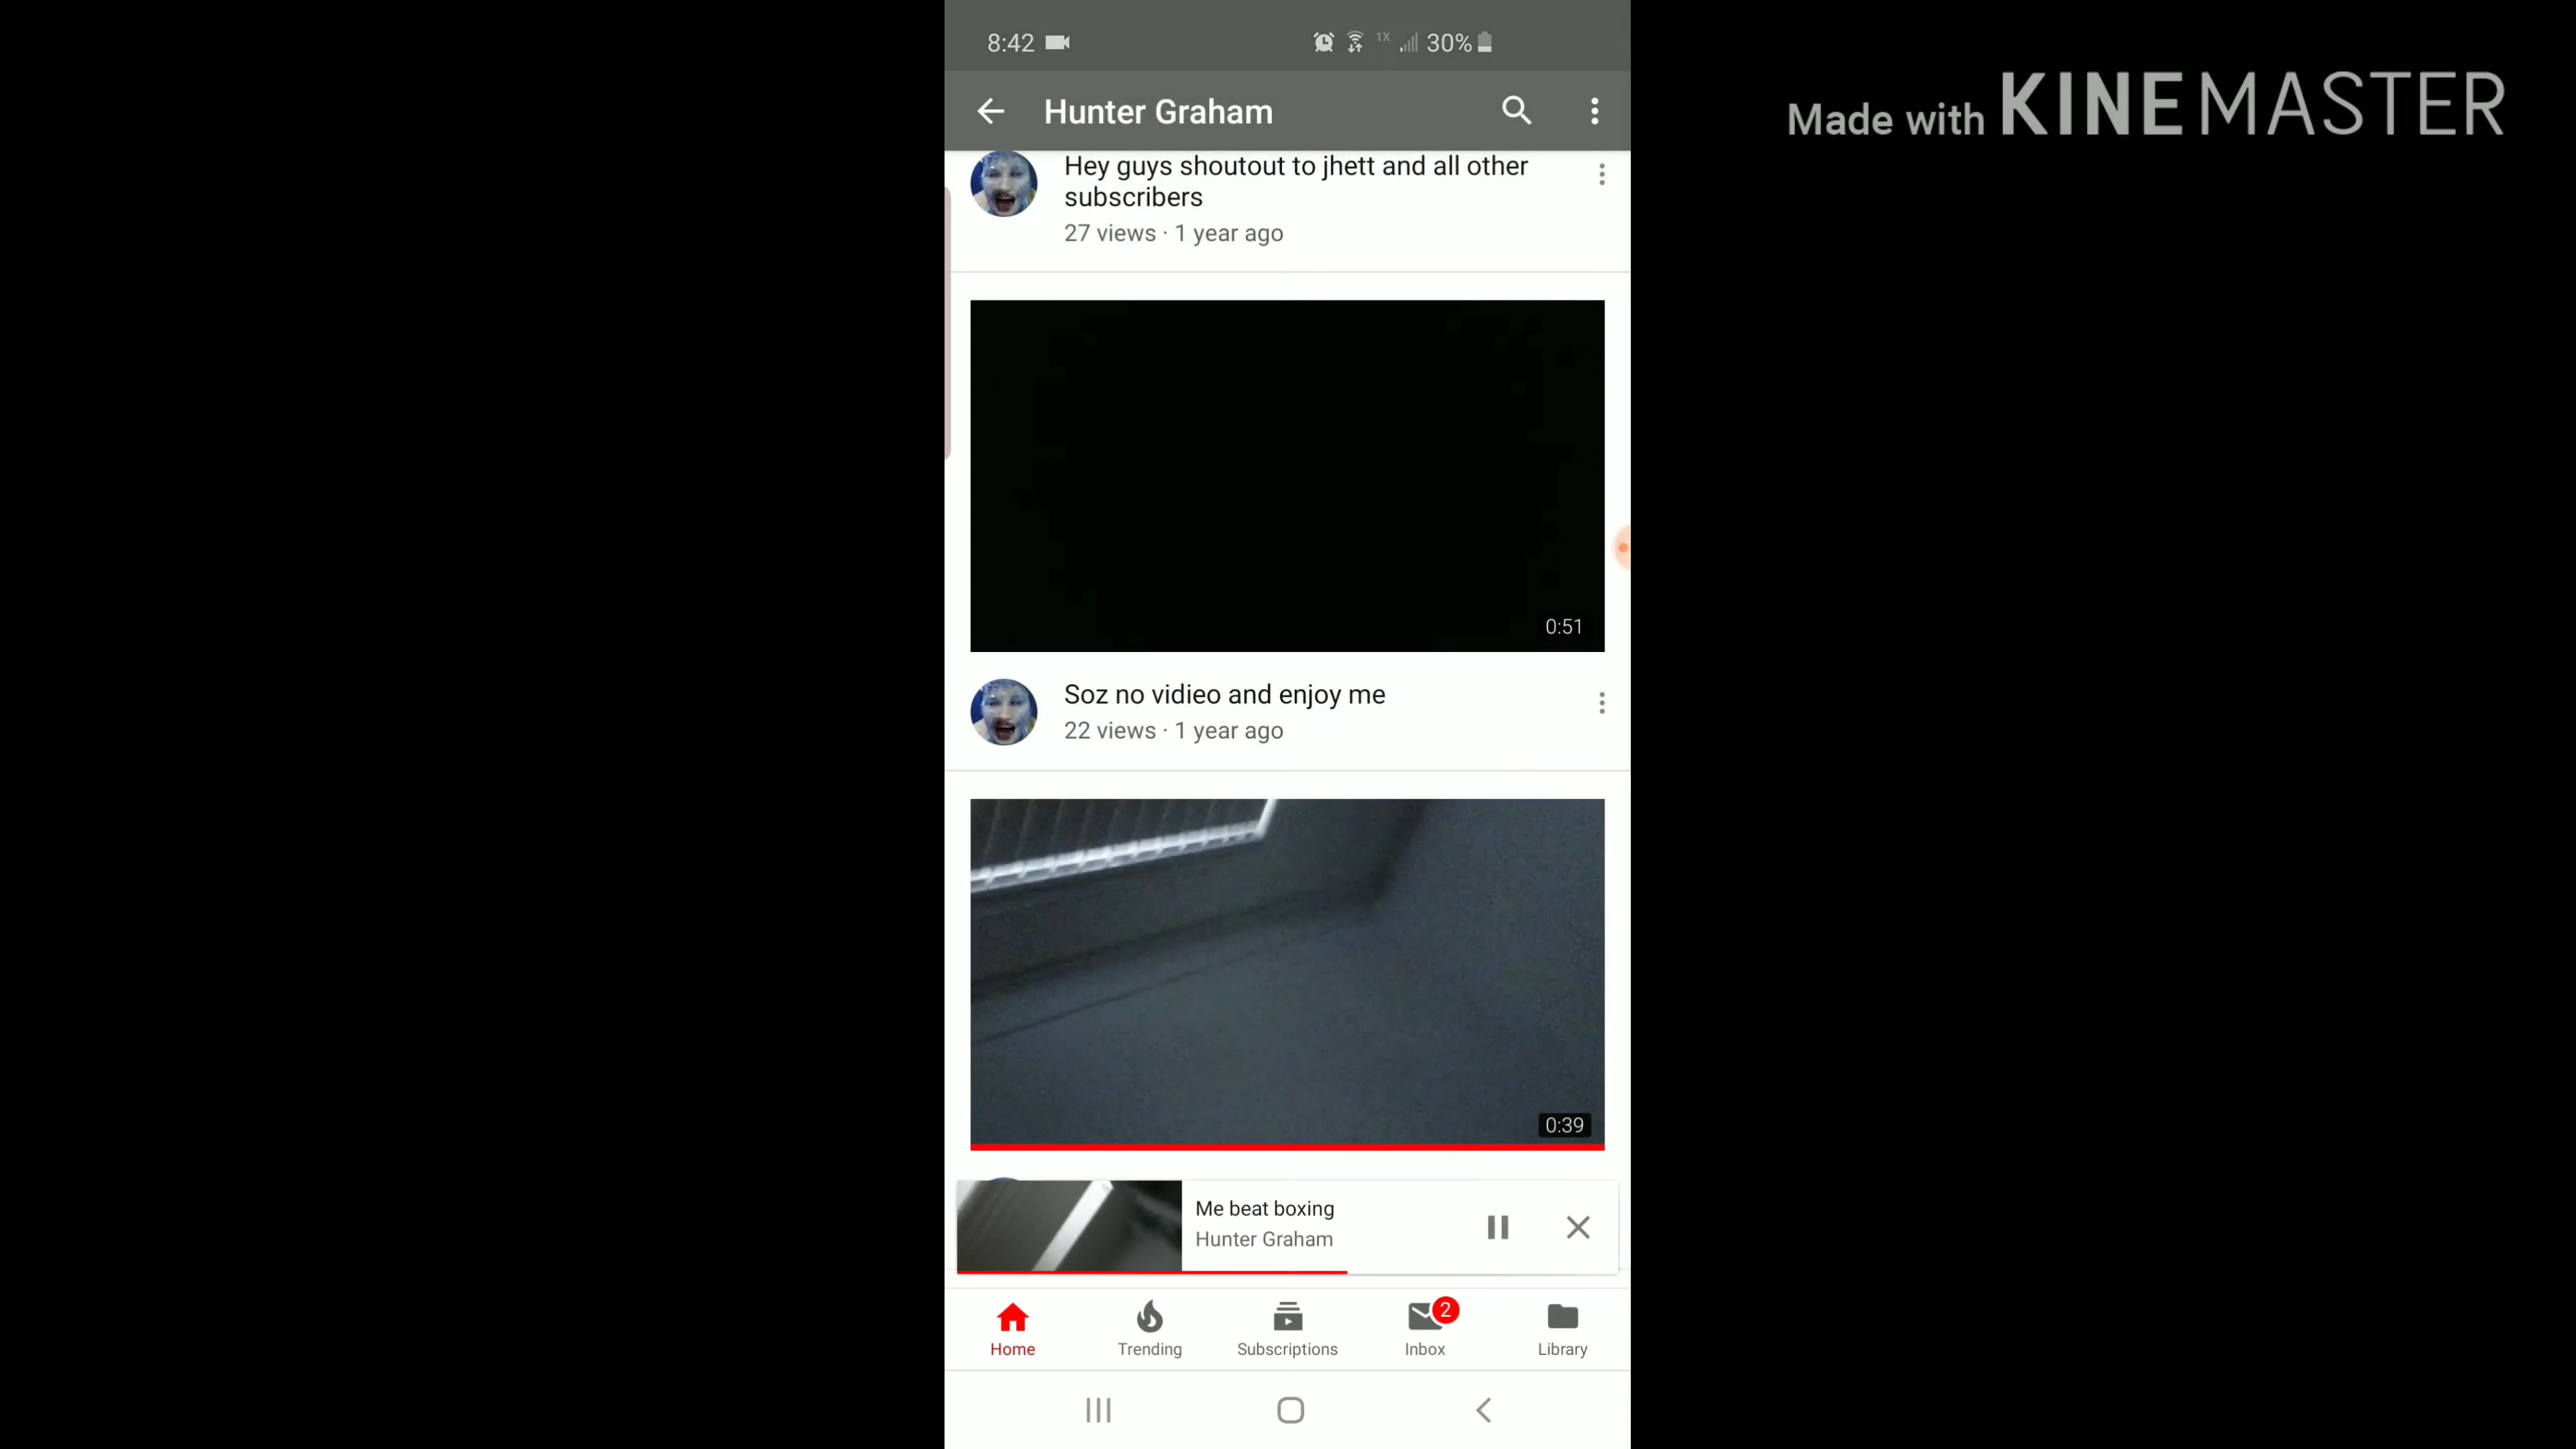 8:42
1X
30%
Made with KINEMASTER
Hunter Graham
Hey guys shoutout to jhett and all other
subscribers
27 views · 1 year ago
0:51
Soz no vidieo and enjoy me
22 views · 1 year ago
0:39
Me beat boxing
Hunter Graham
2
Home
Trending
Subscriptions
Inbox
Library